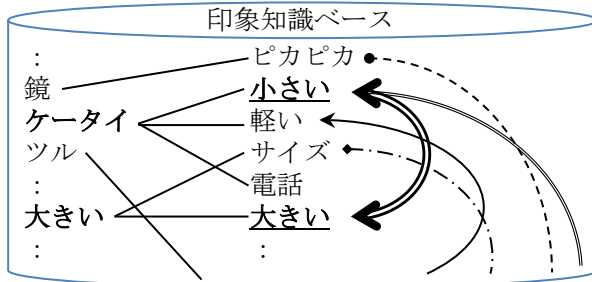 印象知識ベース
: ピカピカ
鏡 小さい
ケータイ 軽い
ツル サイズ
: 電話
大きい 大きい
: :